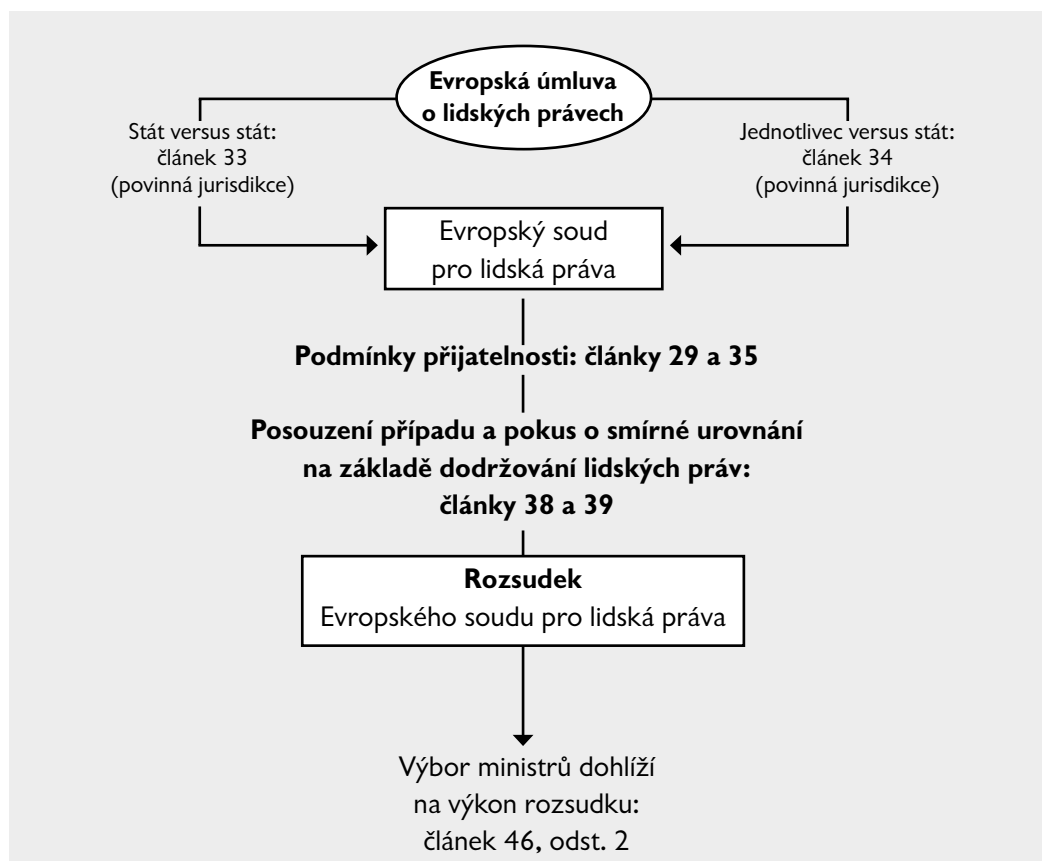 Evropská úmluva
o lidských právech
Stát versus stát:
článek 33
(povinná jurisdikce)
Jednotlivec versus stát:
článek 34
(povinná jurisdikce)
Evropský soud
pro lidská práva
Podmínky přijatelnosti: články 29 a 35
Posouzení případu a pokus o smírné urovnání
na základě dodržování lidských práv:
články 38 a 39
Rozsudek
Evropského soudu pro lidská práva
Výbor ministrů dohlíží
na výkon rozsudku:
článek 46, odst. 2